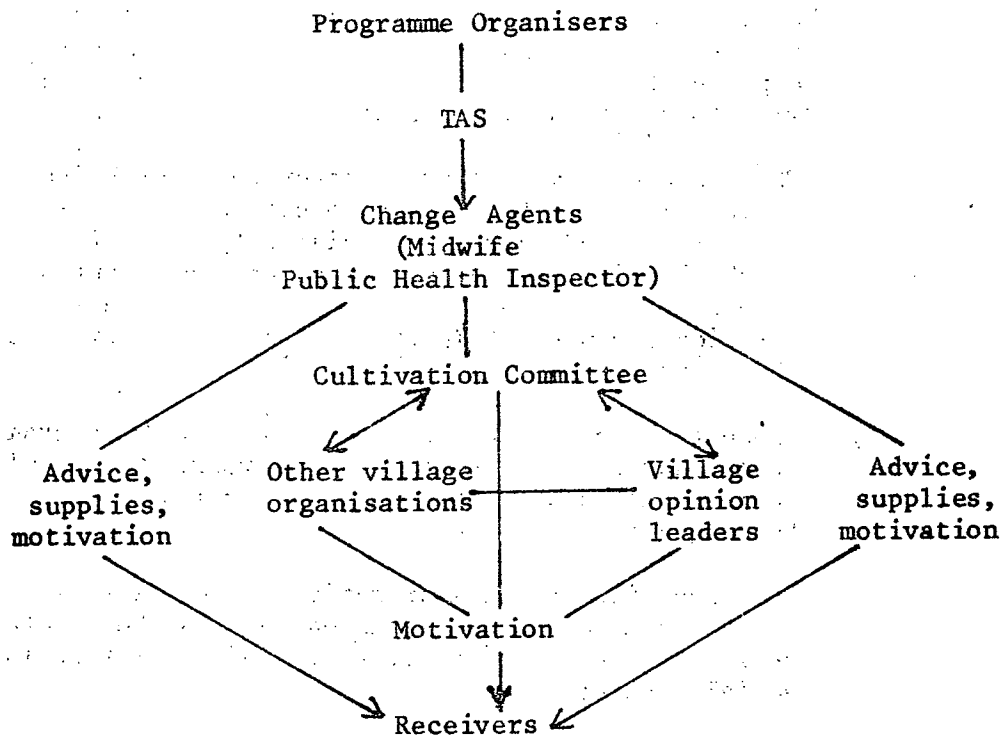 Programme Organisers
TAS
Change Agents
(Midwife
Public Health Inspector)
Cultivation Committee
Advice,
supplies,
motivation
Other village
organisations
Village
opinion
leaders
Advice,
supplies,
motivation
Motivation
Receivers